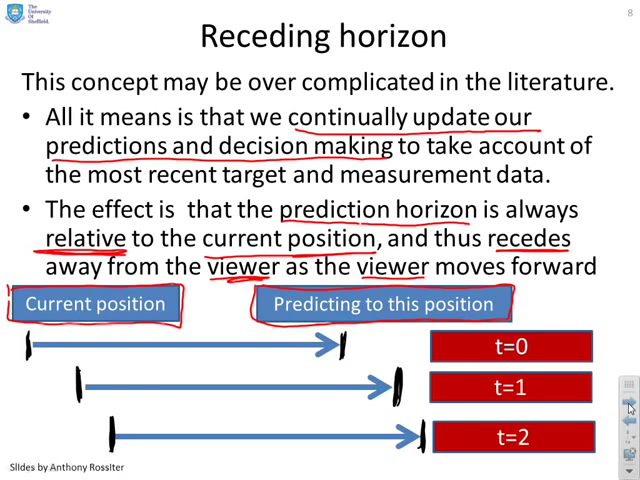 The
University
Of
Sheffield.
8
Receding horizon
This concept may be over complicated in the literature.
• All it means is that we continually update our
predictions and decision making to take account of
the most recent target and measurement data.
• The effect is that the prediction horizon is always
relative to the current position, and thus recedes
away from the viewer as the viewer moves forward
Current position
Predicting to this position
t=0
t=1
t=2
Slides by Anthony Rossiter